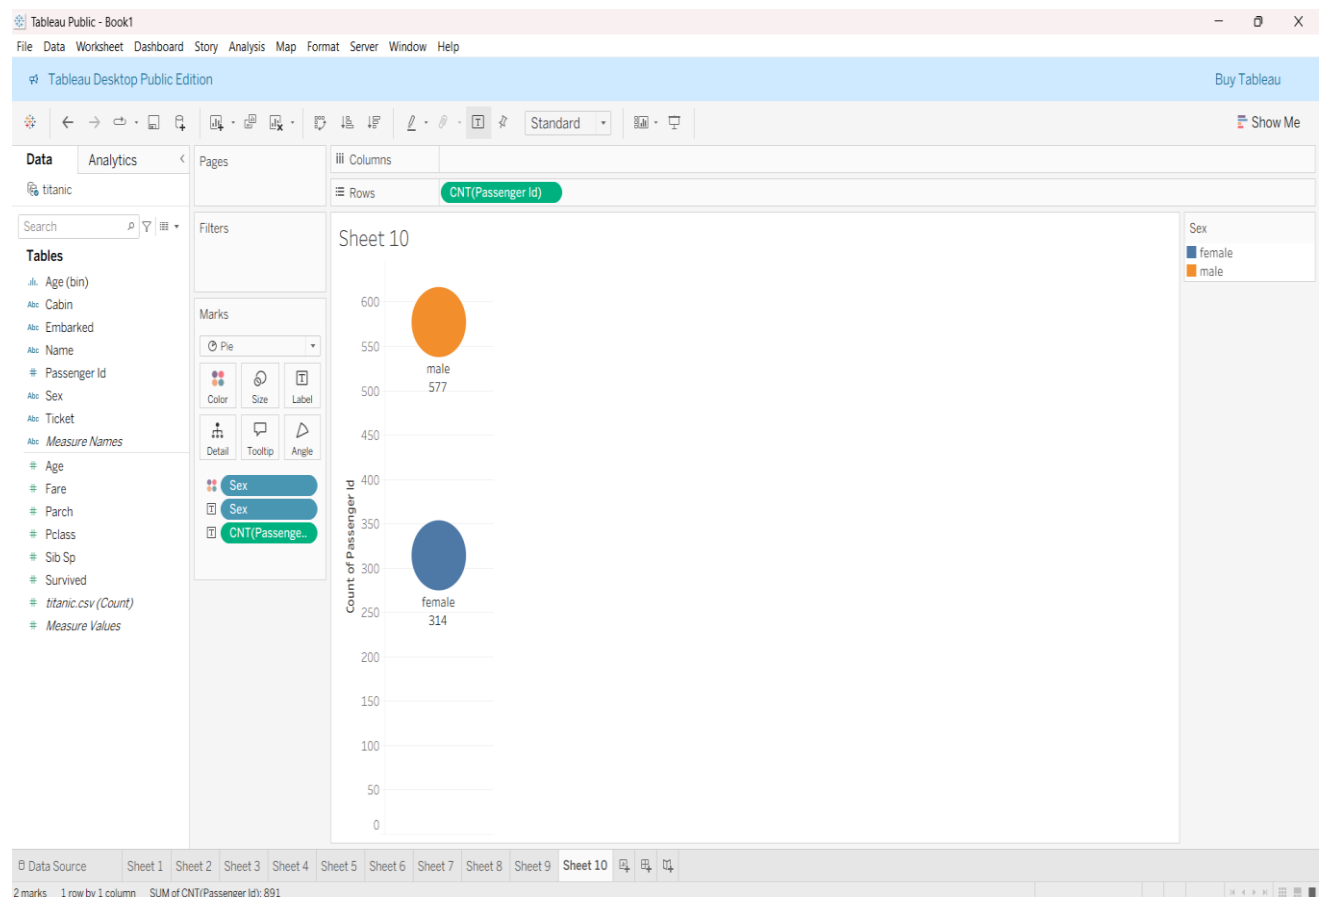 Tableau Public - Book1
File Data Worksheet Dashboard Story Analysis Map Format Server Window Help
Tableau Desktop Public Edition
Buy Tableau
Standard
Show Me
Data Analytics
titanic
Search
Tables
Age (bin)
Abc Cabin
Abc Embarked
Abc Name
# Passenger Id
Abc Sex
Abc Ticket
Abc Measure Names
# Age
# Fare
# Parch
# Pclass
# Sib Sp
# Survived
# titanic.csv (Count)
# Measure Values
Pages
Filters
Marks
Pie
Color Size Label
Detail Tooltip Angle
Sex
Sex
CNT(Passenge..
Columns
Rows CNT(Passenger Id)
Sheet 10
Count of Passenger Id
600
550
500
450
400
350
300
250
200
150
100
50
0
male
577
female
314
Sex
female
male
Data Source Sheet 1 Sheet 2 Sheet 3 Sheet 4 Sheet 5 Sheet 6 Sheet 7 Sheet 8 Sheet 9 Sheet 10
2 marks 1 row by 1 column SUM of CNT(Passenger Id): 891